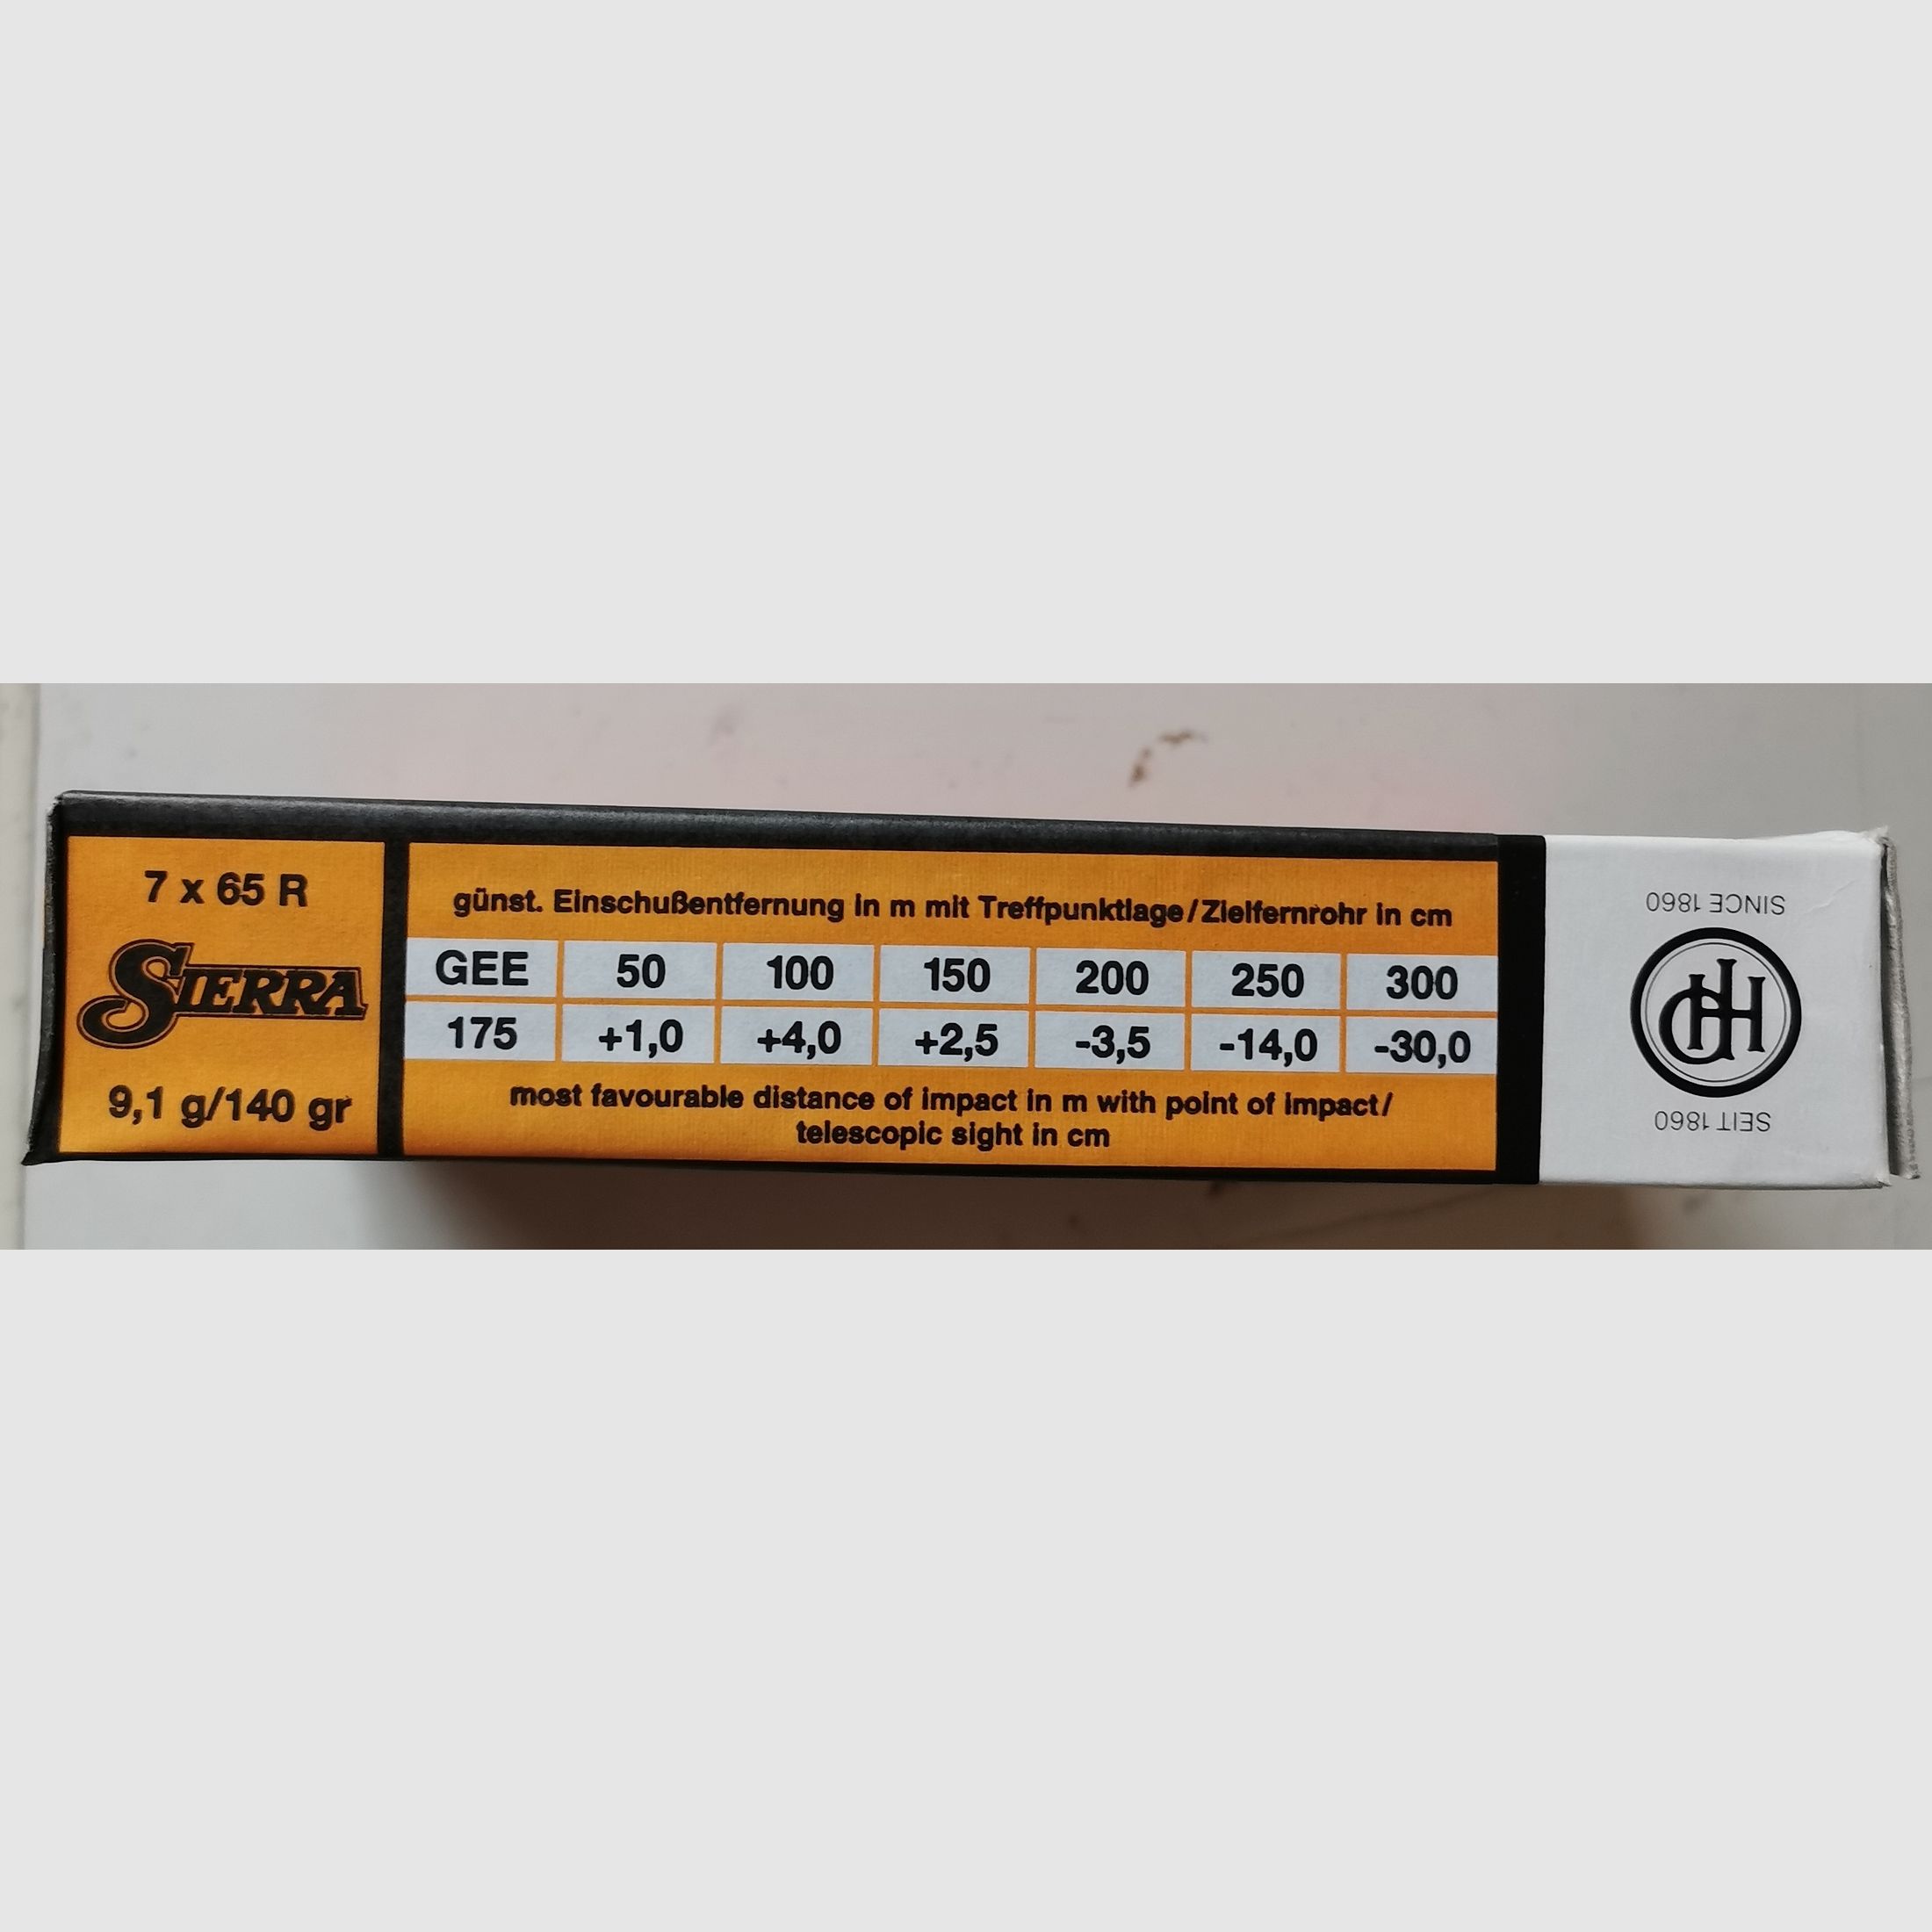 7 x 65 R
SIERRA
9,1 g/140 gr
günst. Einschußentfernung in m mit Treffpunktlage/Zielfernrohr in cm
GEE 50 100 150 200 250 300
175 +1,0 +4,0 +2,5 -3,5 -14,0 -30,0
most favourable distance of impact in m with point of impact/
telescopic sight in cm
SEIT 1860
SINCE 1860